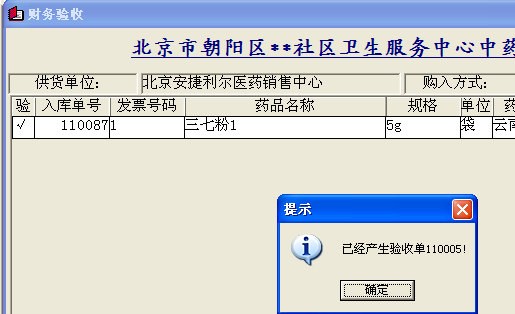 财务验收
北京市朝阳区**社区卫生服务中心中药
供货单位: 北京安捷利尔医药销售中心 购入方式:
验 入库单号 发票号码 药品名称 规格 单位
√ 110087 1 三七粉1 5g 袋 云南
提示
已经产生验收单110005!
确定